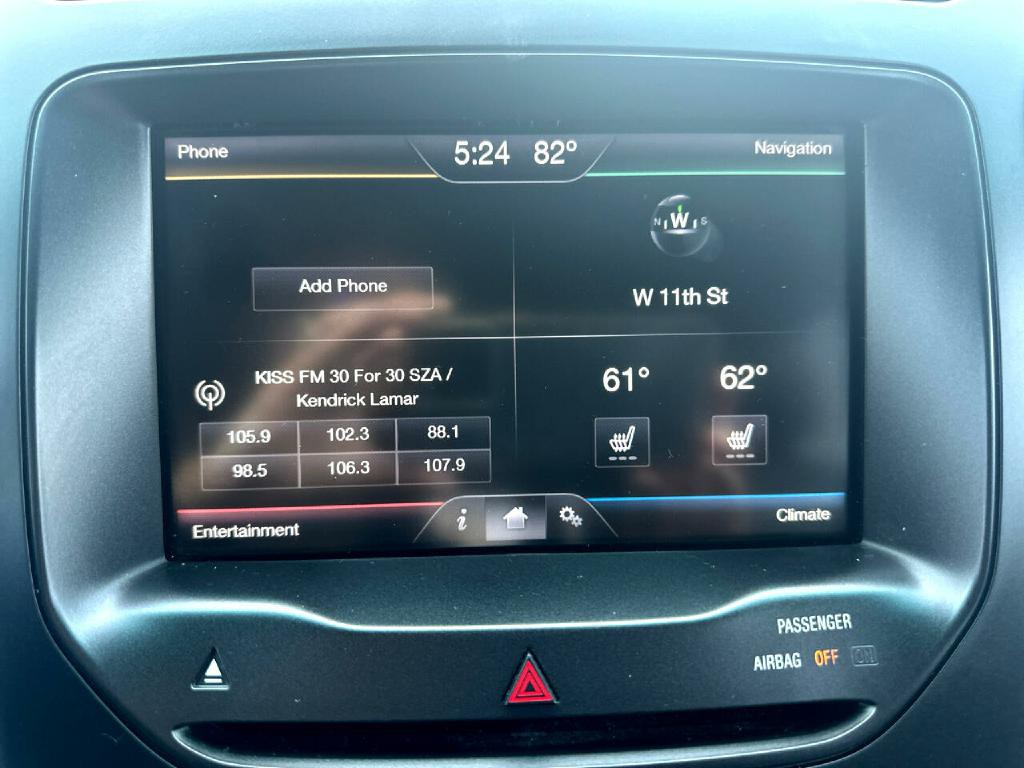 Phone
5:24 82°
Navigation
N W S
Add Phone
W 11th St
KISS FM 30 For 30 SZA /
Kendrick Lamar
105.9 102.3 88.1
98.5 106.3 107.9
61° 62°
Entertainment
i
Climate
PASSENGER
AIRBAG OFF ON